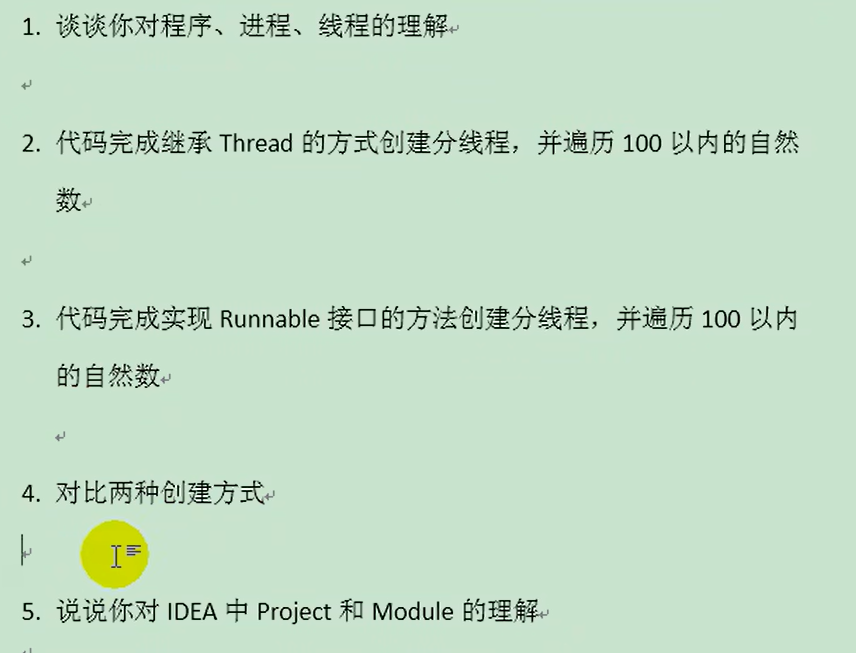 1. 谈谈你对程序、进程、线程的理解
2. 代码完成继承 Thread 的方式创建分线程，并遍历 100 以内的自然
数
3. 代码完成实现 Runnable 接口的方法创建分线程，并遍历 100 以内
的自然数
4. 对比两种创建方式
5. 说说你对 IDEA 中 Project 和 Module 的理解